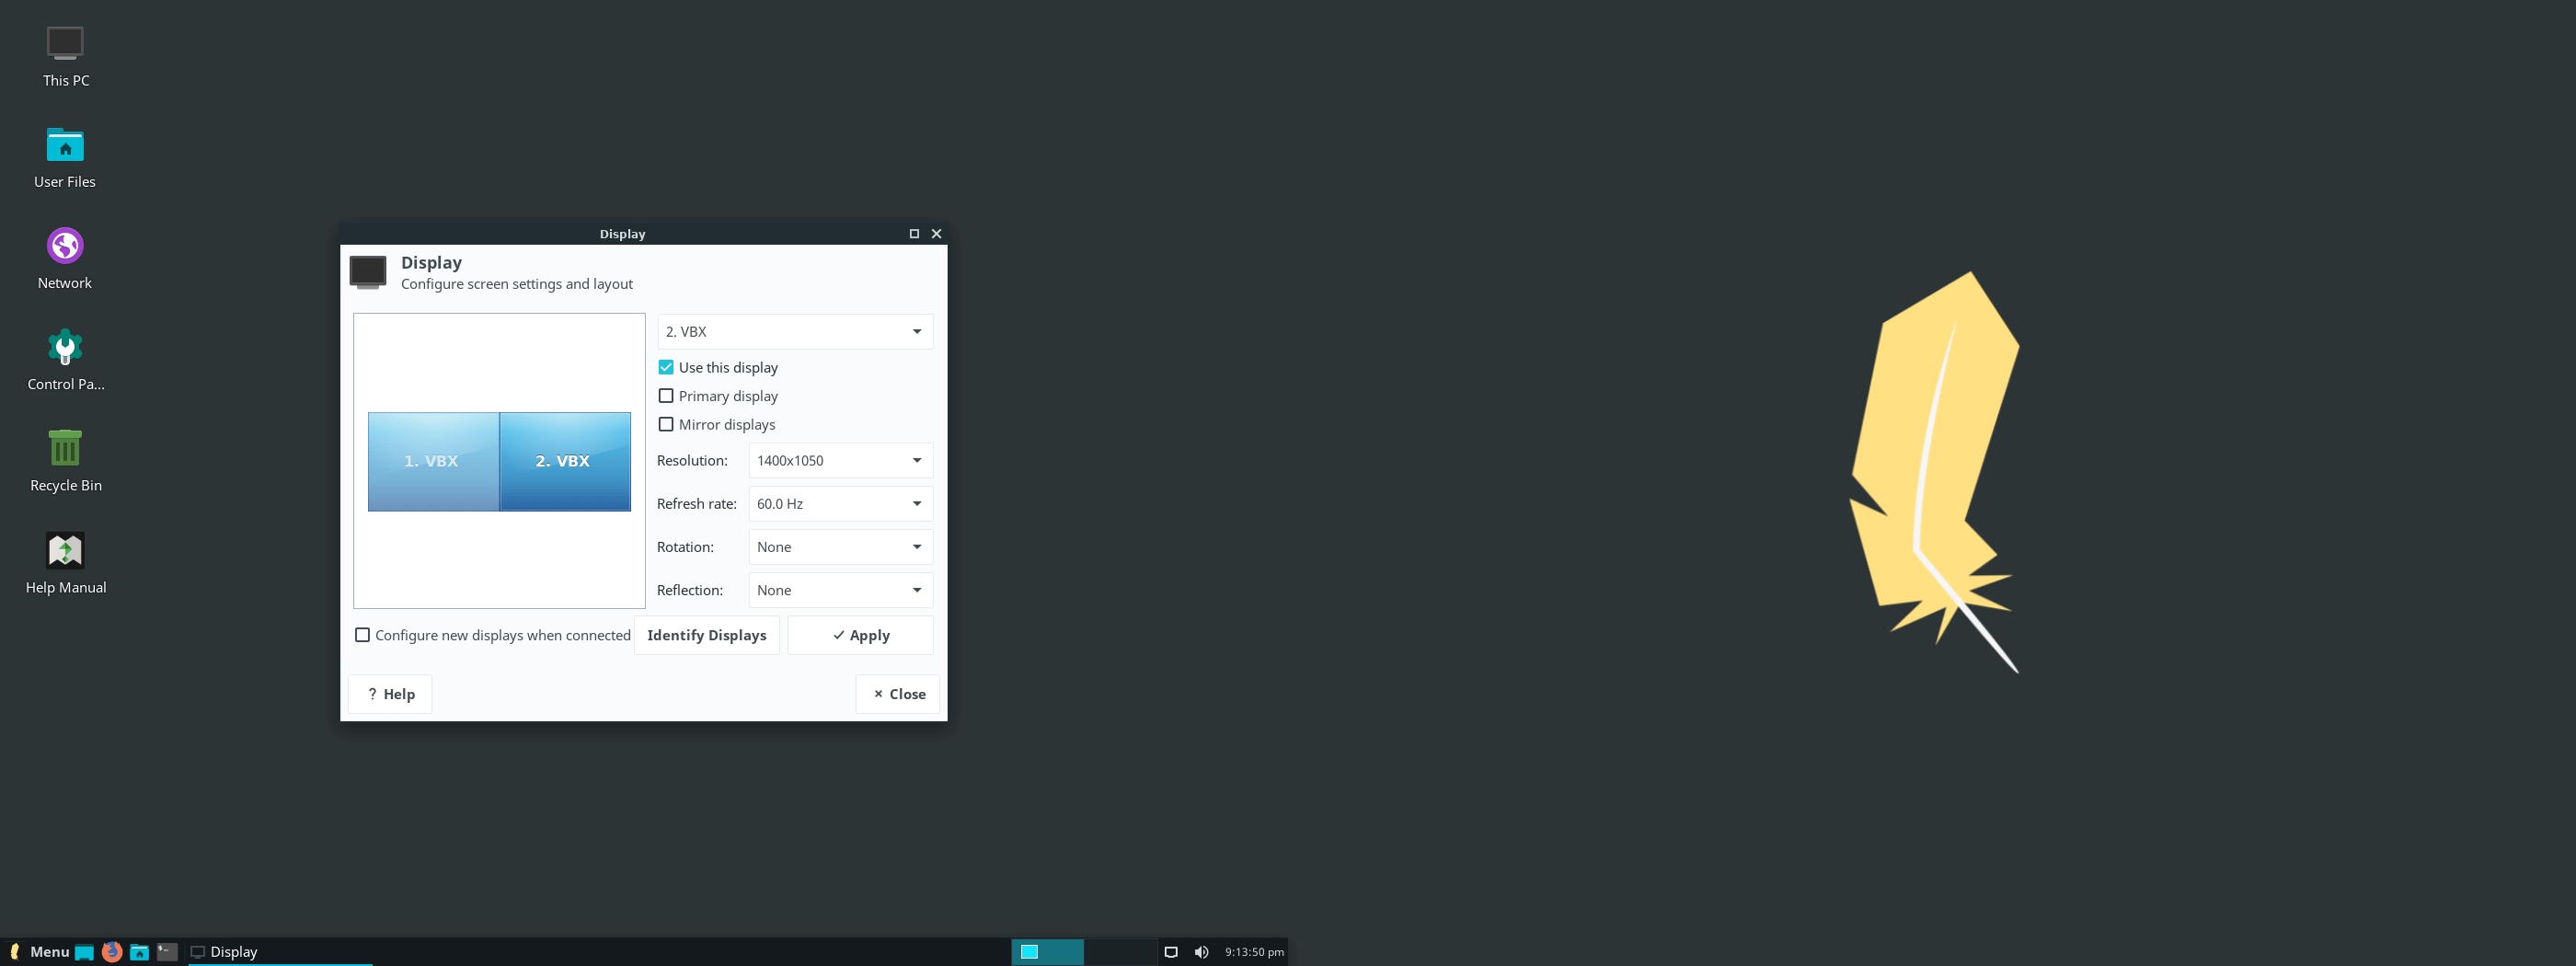 This PC
User Files
Network
Control Pa...
Recycle Bin
Help Manual
Display
Display
Configure screen settings and layout
1. VBX
2. VBX
2. VBX
Use this display
Primary display
Mirror displays
Resolution: 1400x1050
Refresh rate: 60.0 Hz
Rotation: None
Reflection: None
Configure new displays when connected
Identify Displays
Apply
? Help
Close
Menu
Display
9:13:50 pm